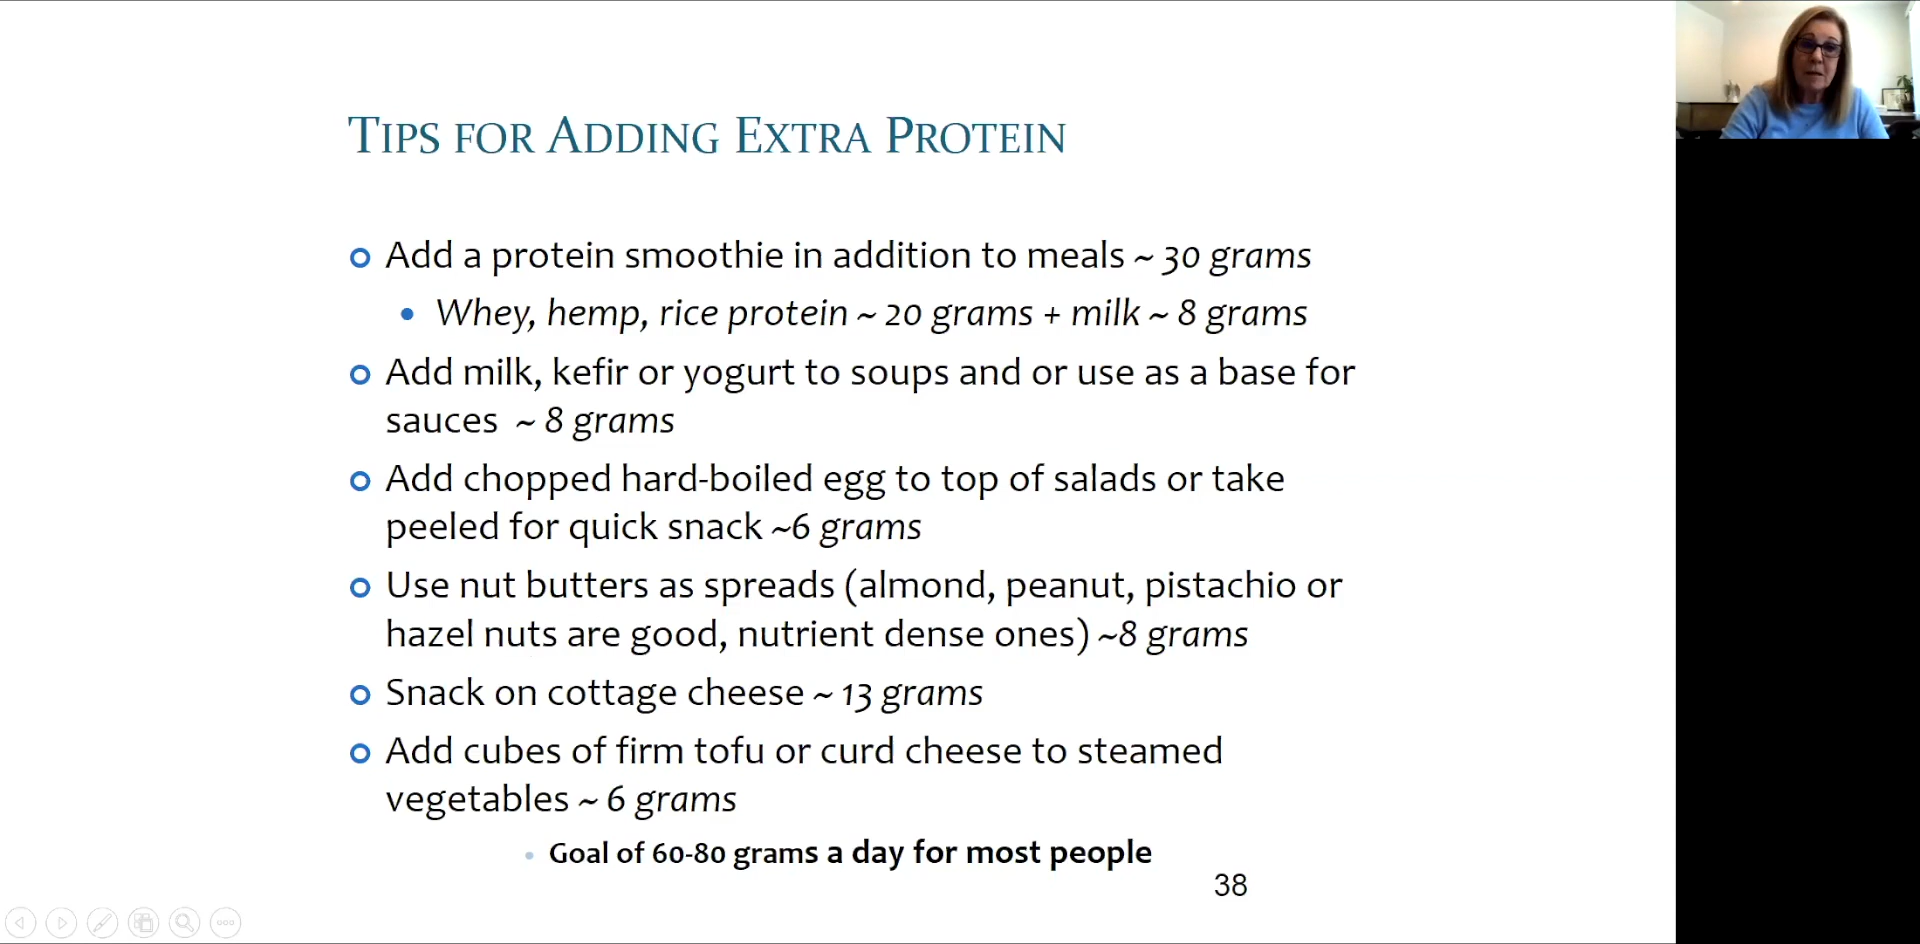 TIPS FOR ADDING EXTRA PROTEIN
Add a protein smoothie in addition to meals ~ 30 grams
Whey, hemp, rice protein ~ 20 grams + milk ~ 8 grams
Add milk, kefir or yogurt to soups and or use as a base for
sauces ~ 8 grams
Add chopped hard-boiled egg to top of salads or take
peeled for quick snack ~6 grams
Use nut butters as spreads (almond, peanut, pistachio or
hazel nuts are good, nutrient dense ones) ~8 grams
Snack on cottage cheese ~ 13 grams
Add cubes of firm tofu or curd cheese to steamed
vegetables ~ 6 grams
Goal of 60-80 grams a day for most people
38